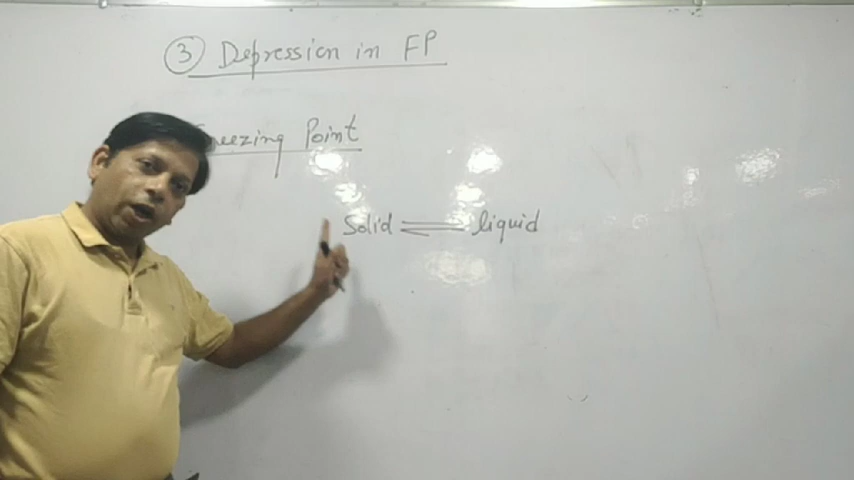 ③ Depression in FP
Freezing Point
Solid ⇌ liquid